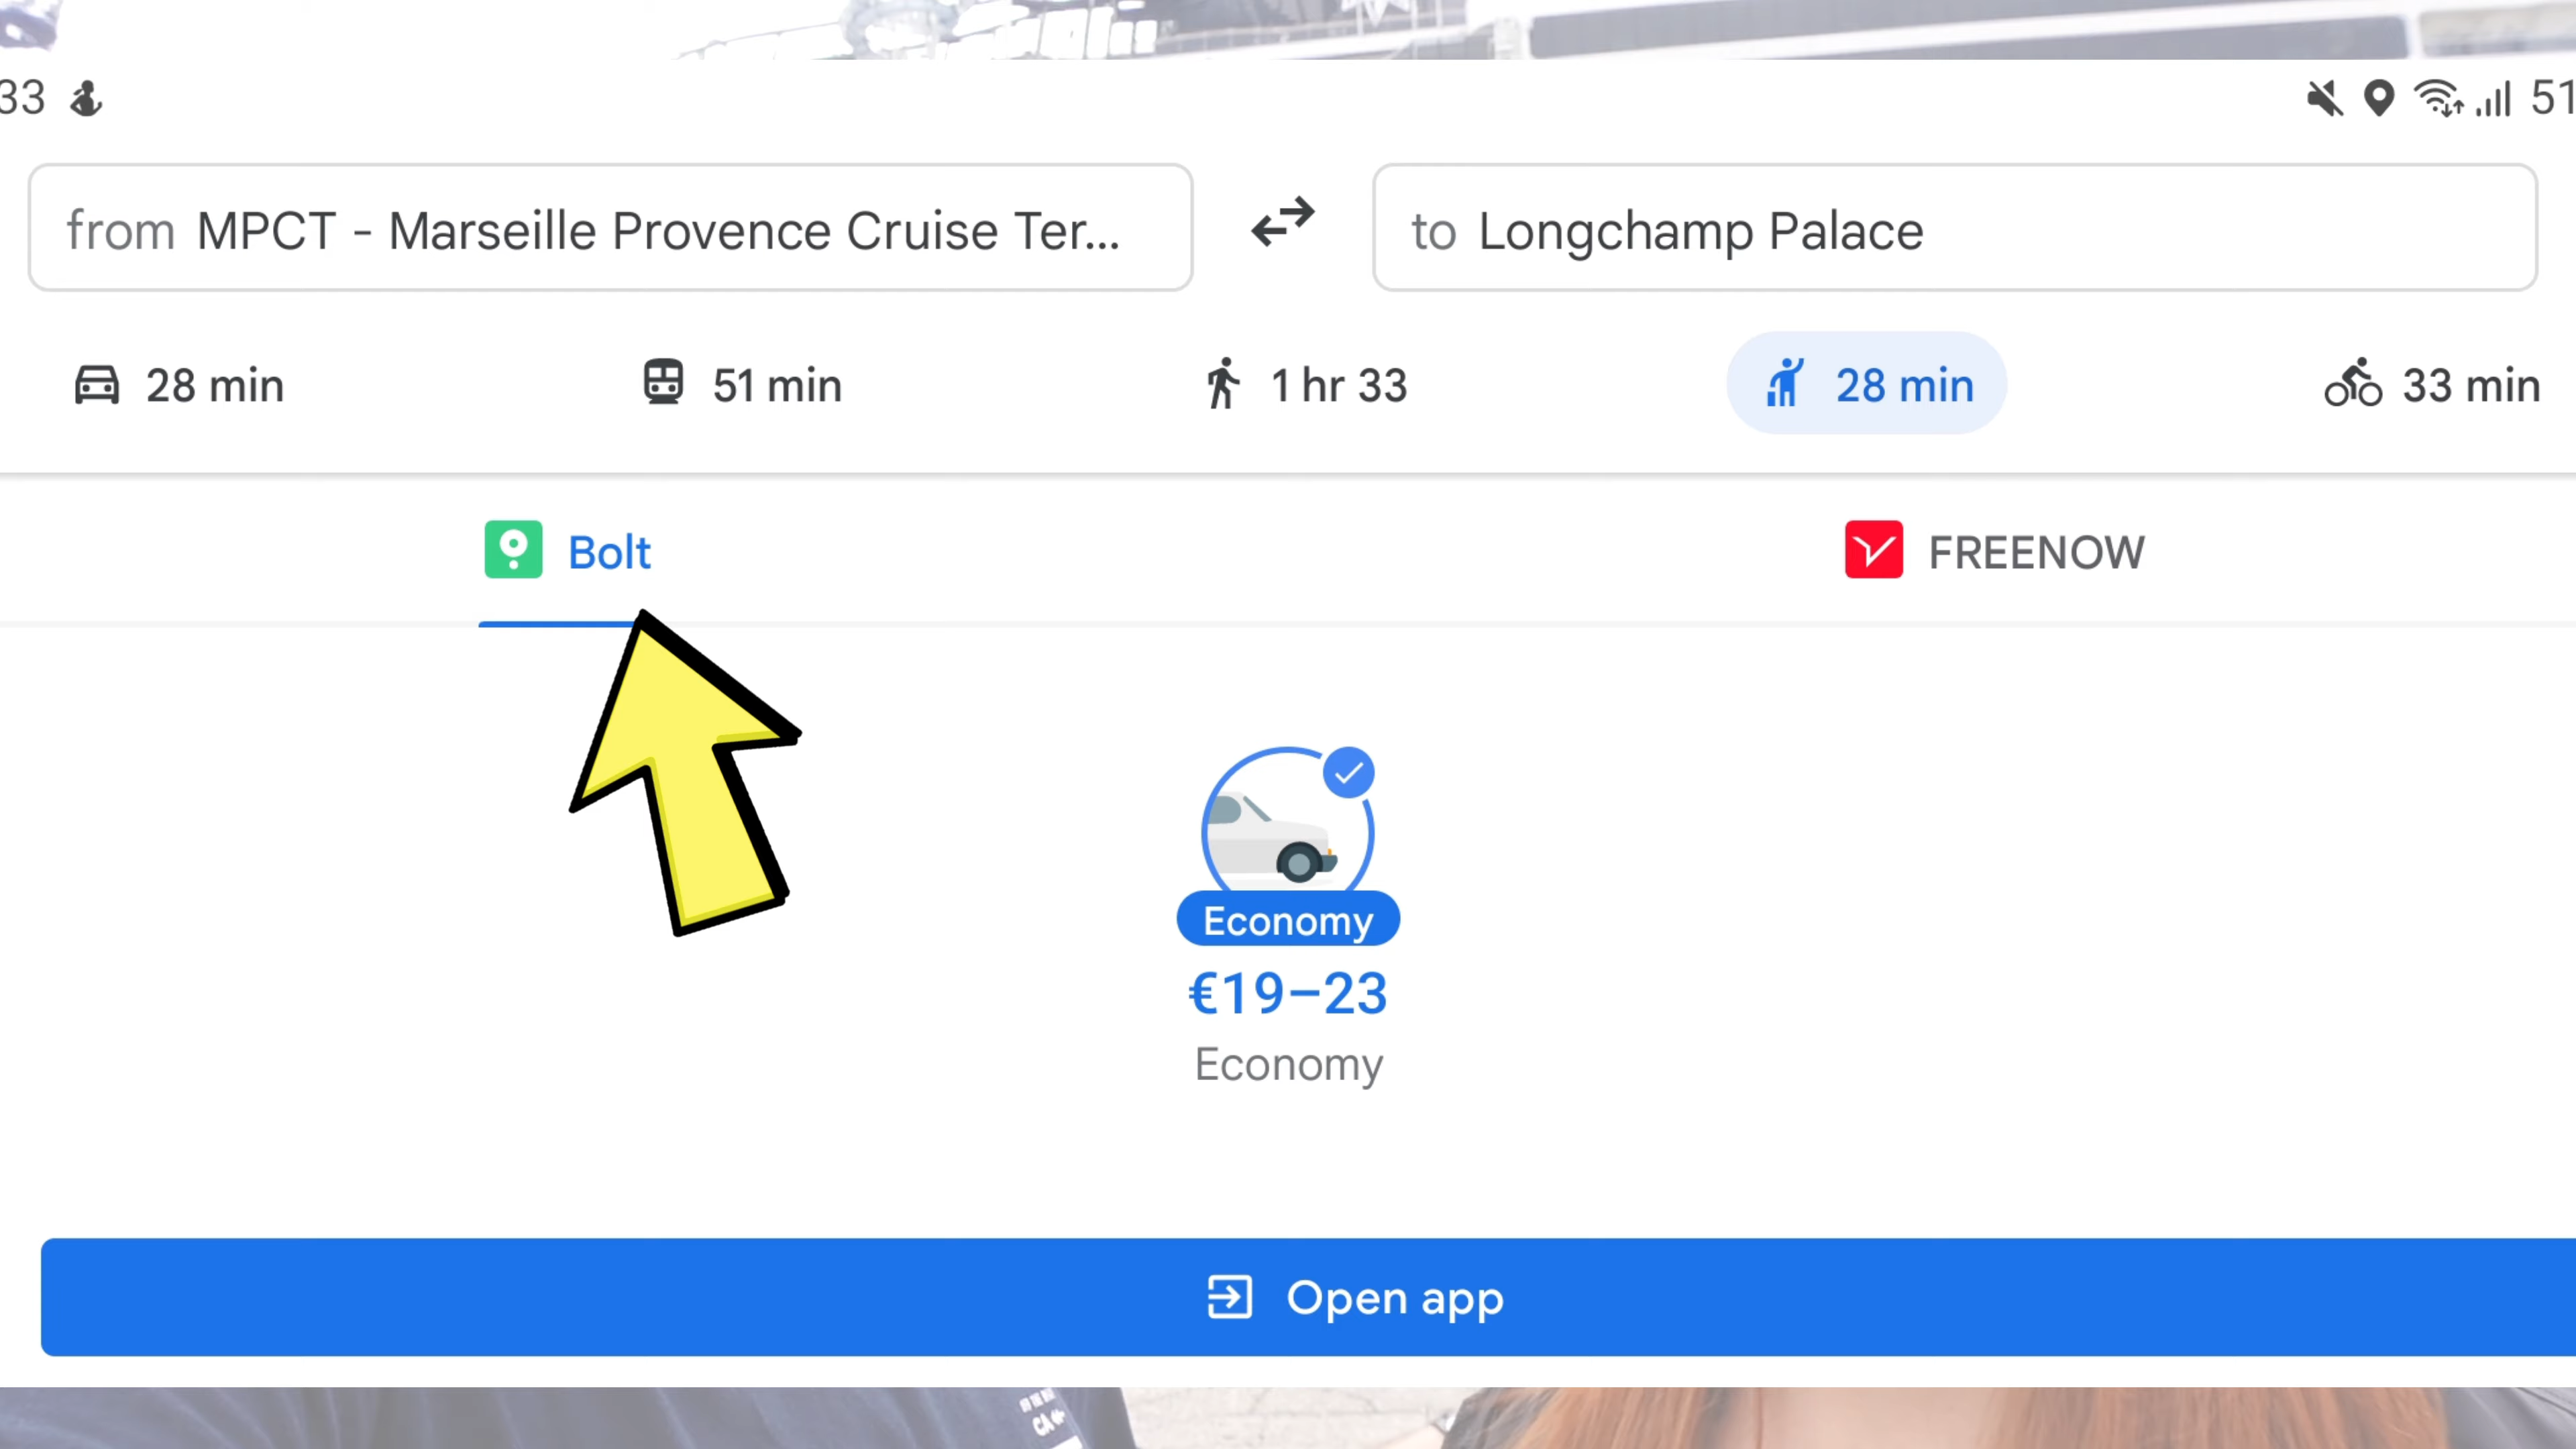 33
51
from MPCT - Marseille Provence Cruise Ter...
to Longchamp Palace
28 min
51 min
1 hr 33
28 min
33 min
Bolt
FREENOW
Economy
€19–23
Economy
Open app